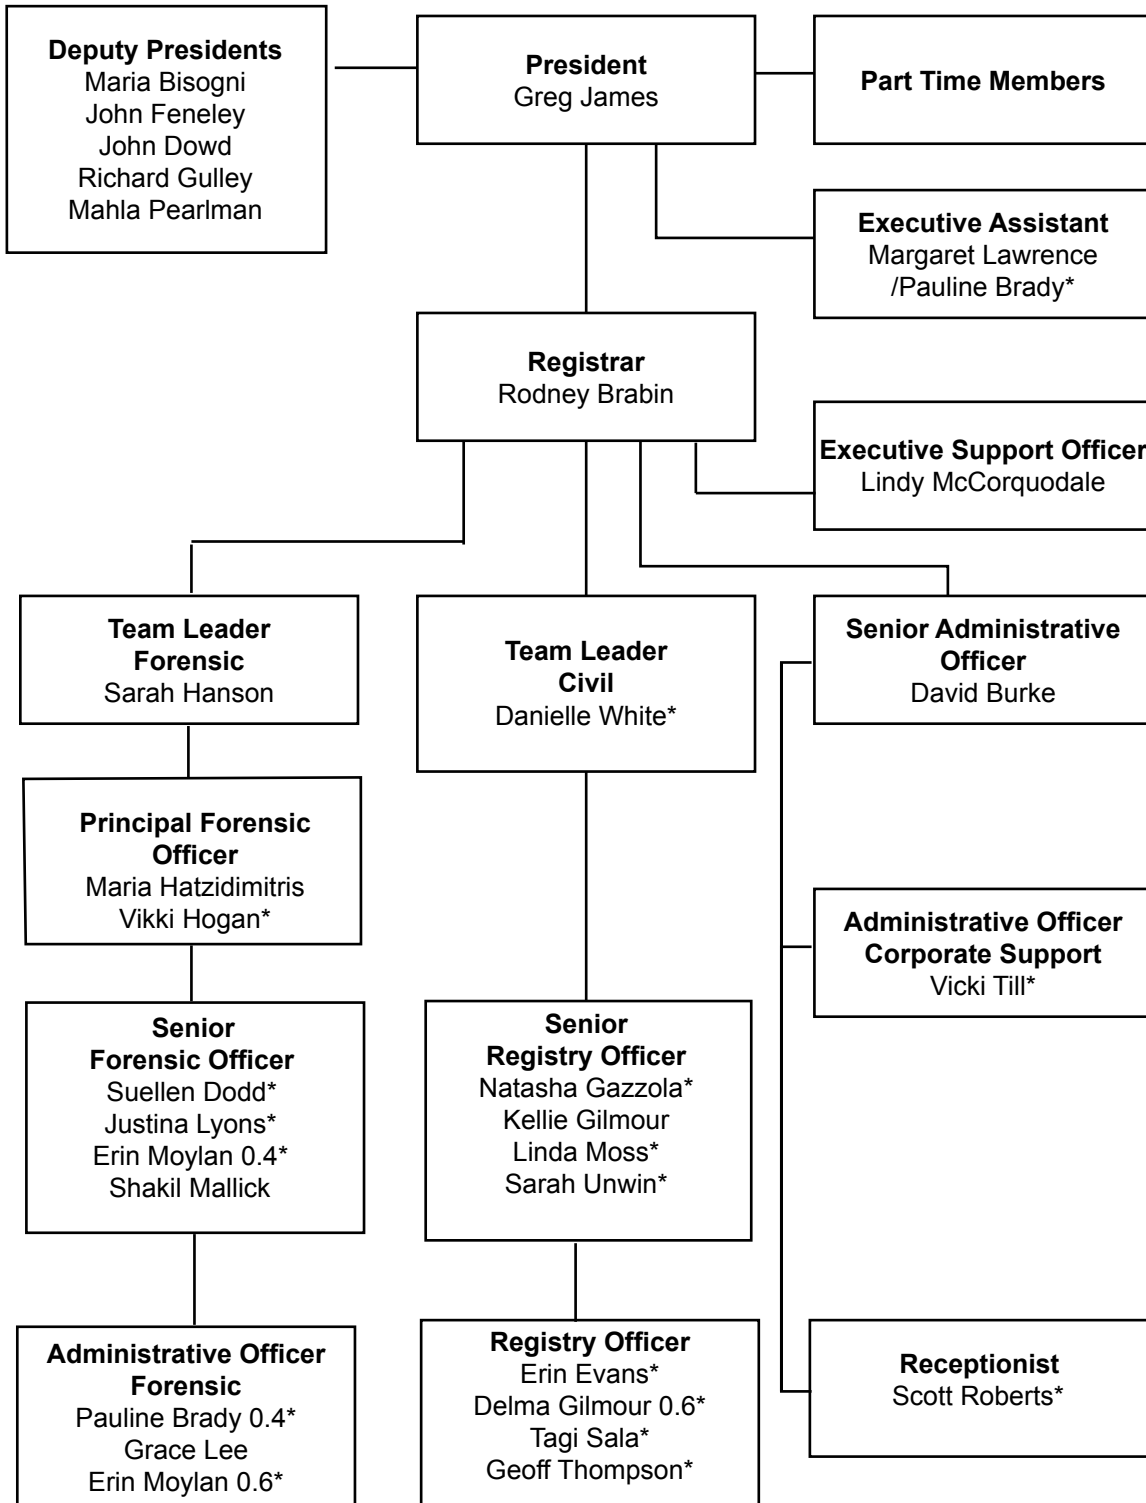 Deputy Presidents
Maria Bisogni
John Feneley
John Dowd
Richard Gulley
Mahla Pearlman
President
Greg James
Part Time Members
Executive Assistant
Margaret Lawrence
/Pauline Brady*
Registrar
Rodney Brabin
Executive Support Officer
Lindy McCorquodale
Team Leader
Forensic
Sarah Hanson
Team Leader
Civil
Danielle White*
Senior Administrative
Officer
David Burke
Principal Forensic
Officer
Maria Hatzidimitris
Vikki Hogan*
Administrative Officer
Corporate Support
Vicki Till*
Senior
Forensic Officer
Suellen Dodd*
Justina Lyons*
Erin Moylan 0.4*
Shakil Mallick
Senior
Registry Officer
Natasha Gazzola*
Kellie Gilmour
Linda Moss*
Sarah Unwin*
Administrative Officer
Forensic
Pauline Brady 0.4*
Grace Lee
Erin Moylan 0.6*
Registry Officer
Erin Evans*
Delma Gilmour 0.6*
Tagi Sala*
Geoff Thompson*
Receptionist
Scott Roberts*